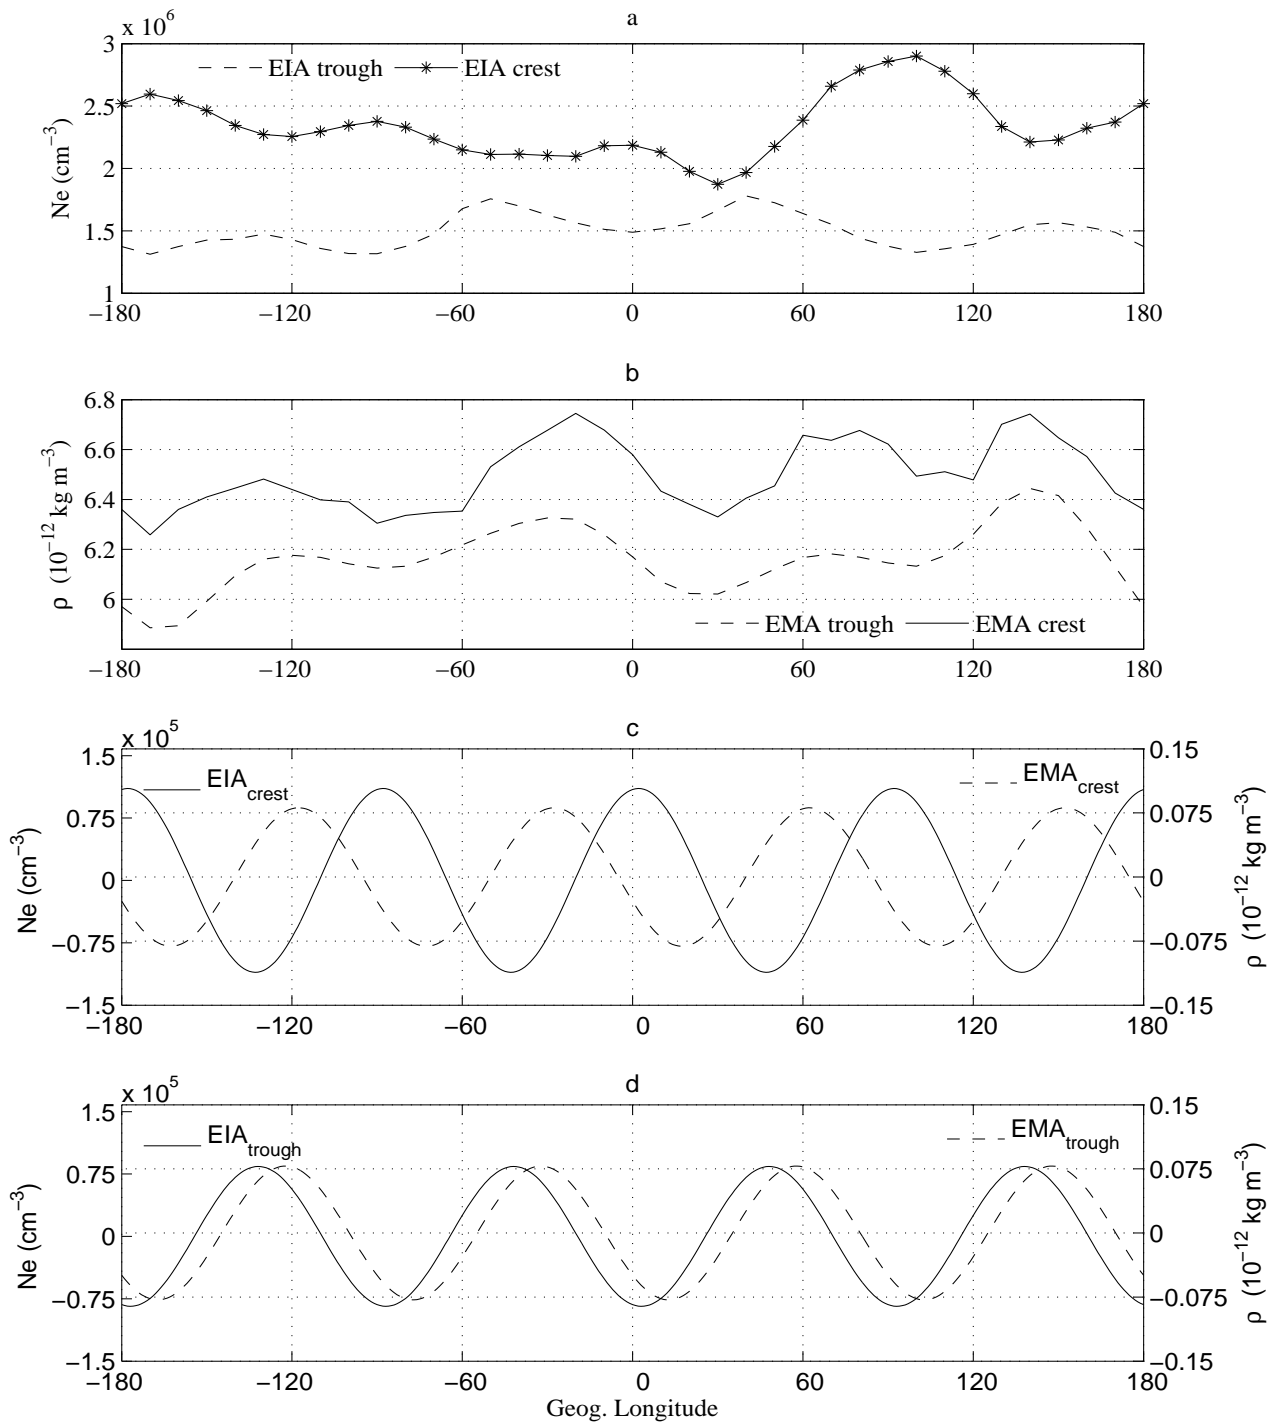 a
x 10^6
3
2.5
2
1.5
1
Ne (cm^−3)
EIA trough EIA crest
−180 −120 −60 0 60 120 180
b
6.8
6.6
6.4
6.2
6
ρ (10^−12 kg m^−3)
EMA trough EMA crest
−180 −120 −60 0 60 120 180
c
x 10^5
1.5 0.15
0.75 0.075
0 0
−0.75 −0.075
−1.5 −0.15
Ne (cm^−3)
EIA_crest EMA_crest
ρ (10^−12 kg m^−3)
−180 −120 −60 0 60 120 180
d
x 10^5
1.5 0.15
0.75 0.075
0 0
−0.75 −0.075
−1.5 −0.15
Ne (cm^−3)
EIA_trough EMA_trough
ρ (10^−12 kg m^−3)
−180 −120 −60 0 60 120 180
Geog. Longitude